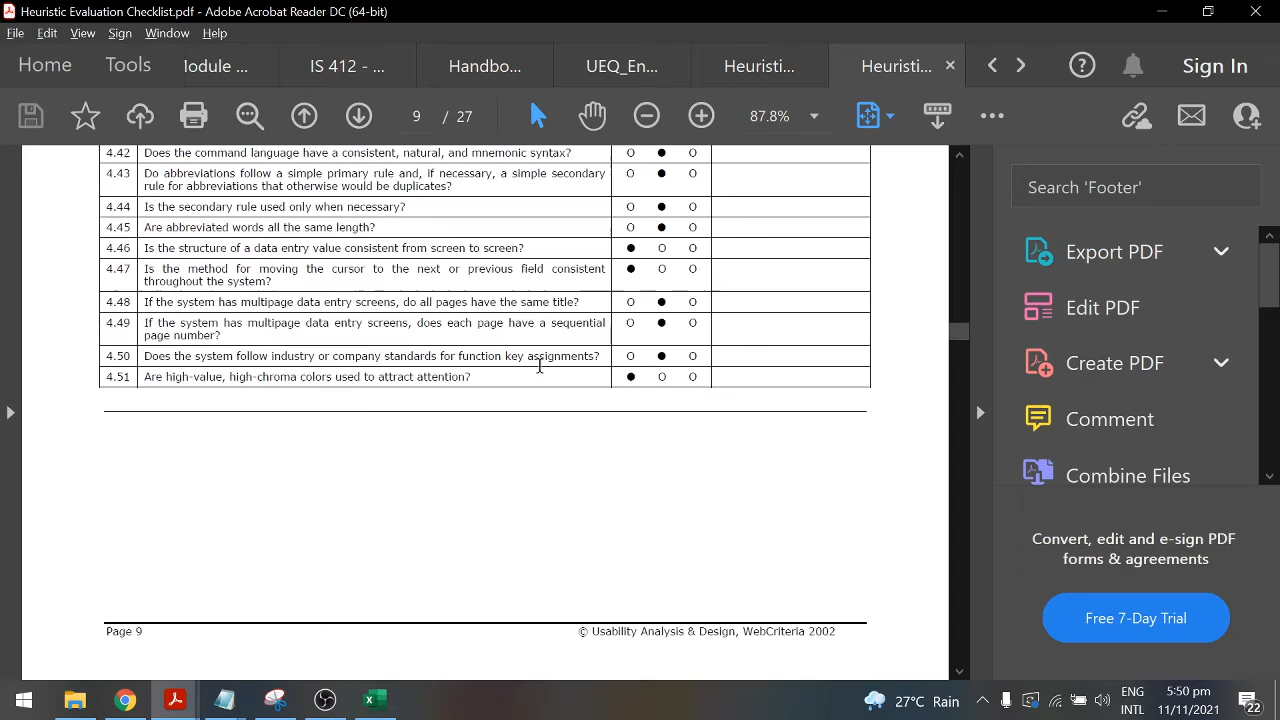 Heuristic Evaluation Checklist.pdf - Adobe Acrobat Reader DC (64-bit)
File Edit View Sign Window Help
Home Tools Iodule ... IS 412 - ... Handbo... UEQ_En... Heuristi... Heuristi... Sign In
9 / 27 87.8%
4.42 Does the command language have a consistent, natural, and mnemonic syntax? O ● O
4.43 Do abbreviations follow a simple primary rule and, if necessary, a simple secondary O ● O
rule for abbreviations that otherwise would be duplicates?
4.44 Is the secondary rule used only when necessary? O ● O
4.45 Are abbreviated words all the same length? O ● O
4.46 Is the structure of a data entry value consistent from screen to screen? ● O O
4.47 Is the method for moving the cursor to the next or previous field consistent ● O O
throughout the system?
4.48 If the system has multipage data entry screens, do all pages have the same title? O ● O
4.49 If the system has multipage data entry screens, does each page have a sequential O ● O
page number?
4.50 Does the system follow industry or company standards for function key assignments? O ● O
4.51 Are high-value, high-chroma colors used to attract attention? ● O O
Page 9 © Usability Analysis & Design, WebCriteria 2002
Search 'Footer'
Export PDF
Edit PDF
Create PDF
Comment
Combine Files
Convert, edit and e-sign PDF
forms & agreements
Free 7-Day Trial
27°C Rain
ENG
INTL
5:50 pm
11/11/2021
22